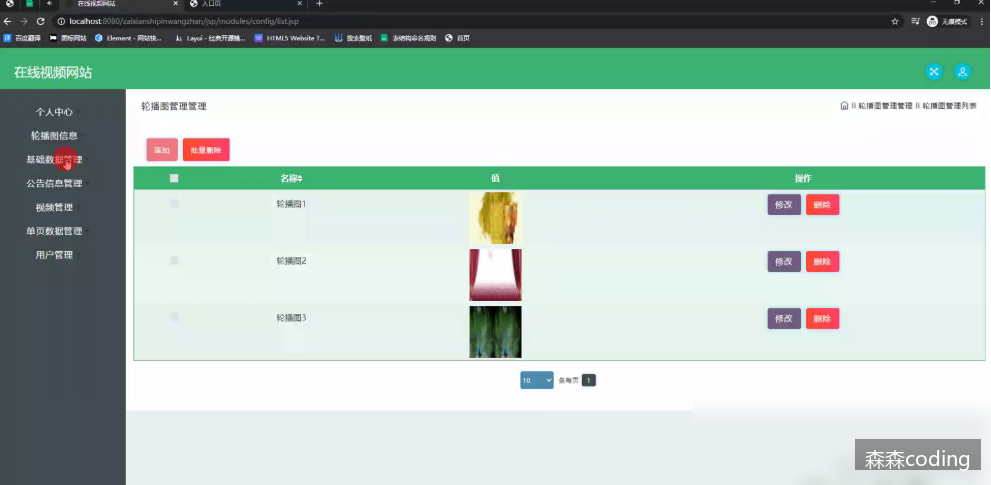 在线视频网站
入口页
localhost:8080/zaixianshipinwangzhan/jsp/modules/config/list.jsp
无痕模式
百度翻译
图标网站
Element - 网站快...
Layui - 经典开源模...
HTML5 Website T...
搜主壁纸
表结构命名规则
首页
在线视频网站
个人中心
轮播图信息
基础数据管理
公告信息管理
视频管理
单页数据管理
用户管理
轮播图管理管理
\\ 轮播图管理管理 \\ 轮播图管理列表
添加
批量删除
名称 值 操作
轮播图1 修改 删除
轮播图2 修改 删除
轮播图3 修改 删除
10 条每页 1
森森coding